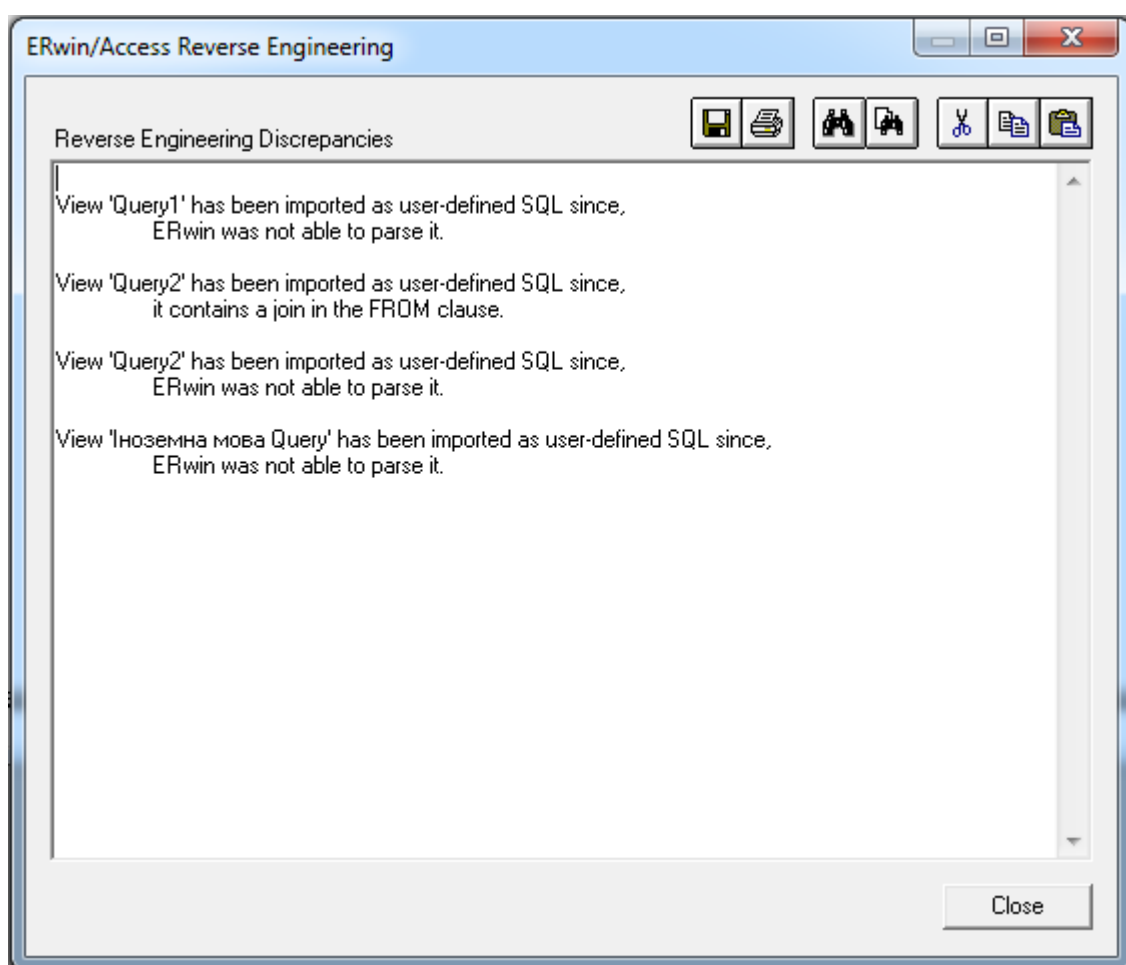 ERwin/Access Reverse Engineering
Reverse Engineering Discrepancies
View 'Query1' has been imported as user-defined SQL since,
ERwin was not able to parse it.
View 'Query2' has been imported as user-defined SQL since,
it contains a join in the FROM clause.
View 'Query2' has been imported as user-defined SQL since,
ERwin was not able to parse it.
View 'Іноземна мова Query' has been imported as user-defined SQL since,
ERwin was not able to parse it.
Close